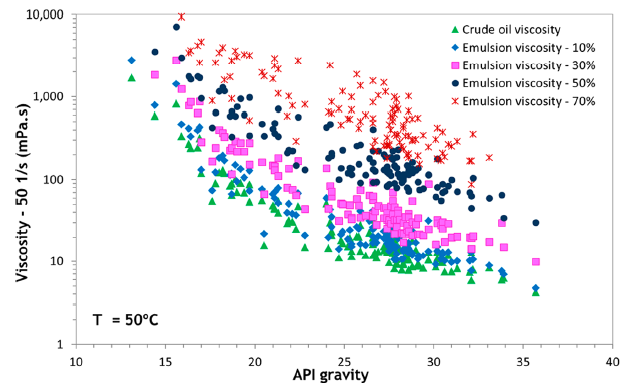 10,000
1,000
100
10
1
Viscosity - 50 1/s (mPa.s)
Crude oil viscosity
Emulsion viscosity - 10%
Emulsion viscosity - 30%
Emulsion viscosity - 50%
Emulsion viscosity - 70%
T = 50ºC
10 15 20 25 30 35 40
API gravity